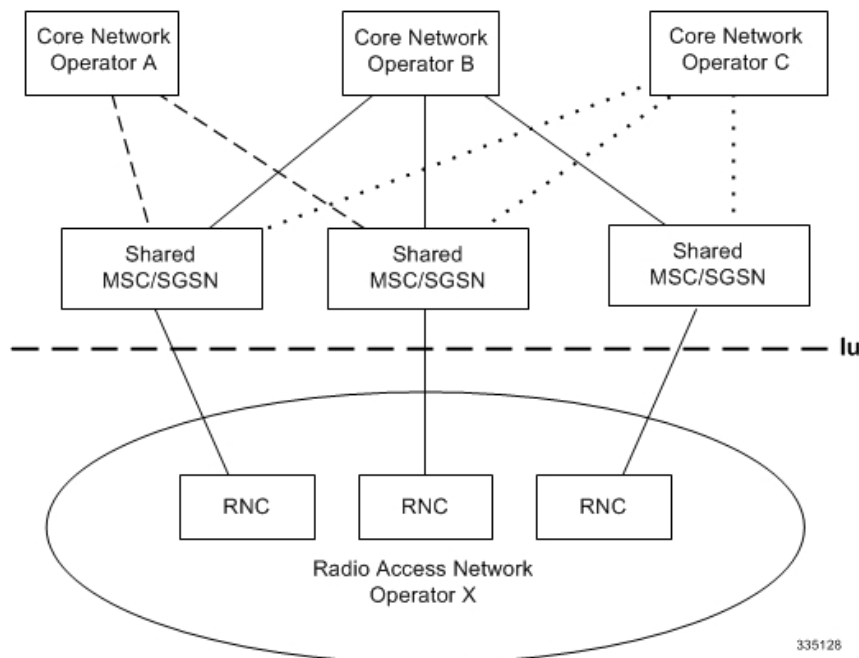 Core Network
Operator A
Core Network
Operator B
Core Network
Operator C
Shared
MSC/SGSN
Shared
MSC/SGSN
Shared
MSC/SGSN
Iu
RNC
RNC
RNC
Radio Access Network
Operator X
335128